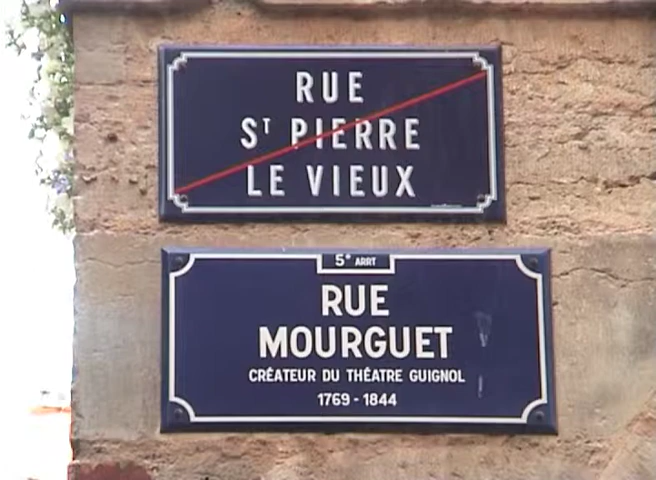 RUE
ST PIERRE
LE VIEUX
5e ARRT
RUE
MOURGUET
CRÉATEUR DU THÉATRE GUIGNOL
1769 - 1844